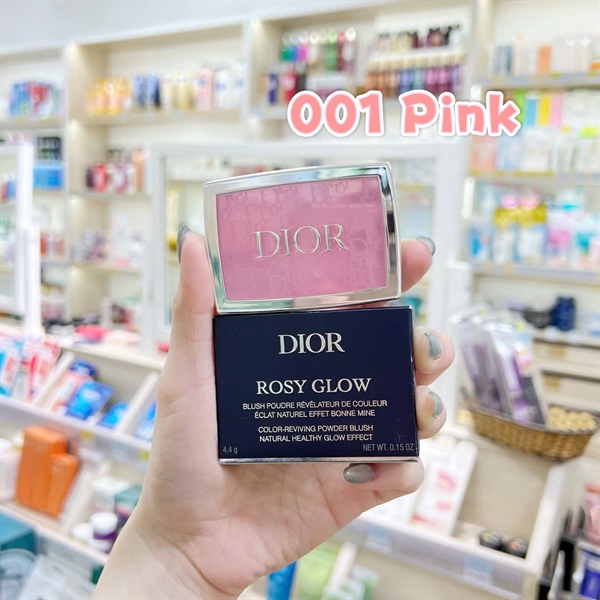 001 Pink
DIOR
DIOR
ROSY GLOW
BLUSH POUDRE RÉVÉLATEUR DE COULEUR
ÉCLAT NATUREL EFFET BONNE MINE
COLOR-REVIVING POWDER BLUSH
NATURAL HEALTHY GLOW EFFECT
4,4 g NET WT. 0.15 OZ